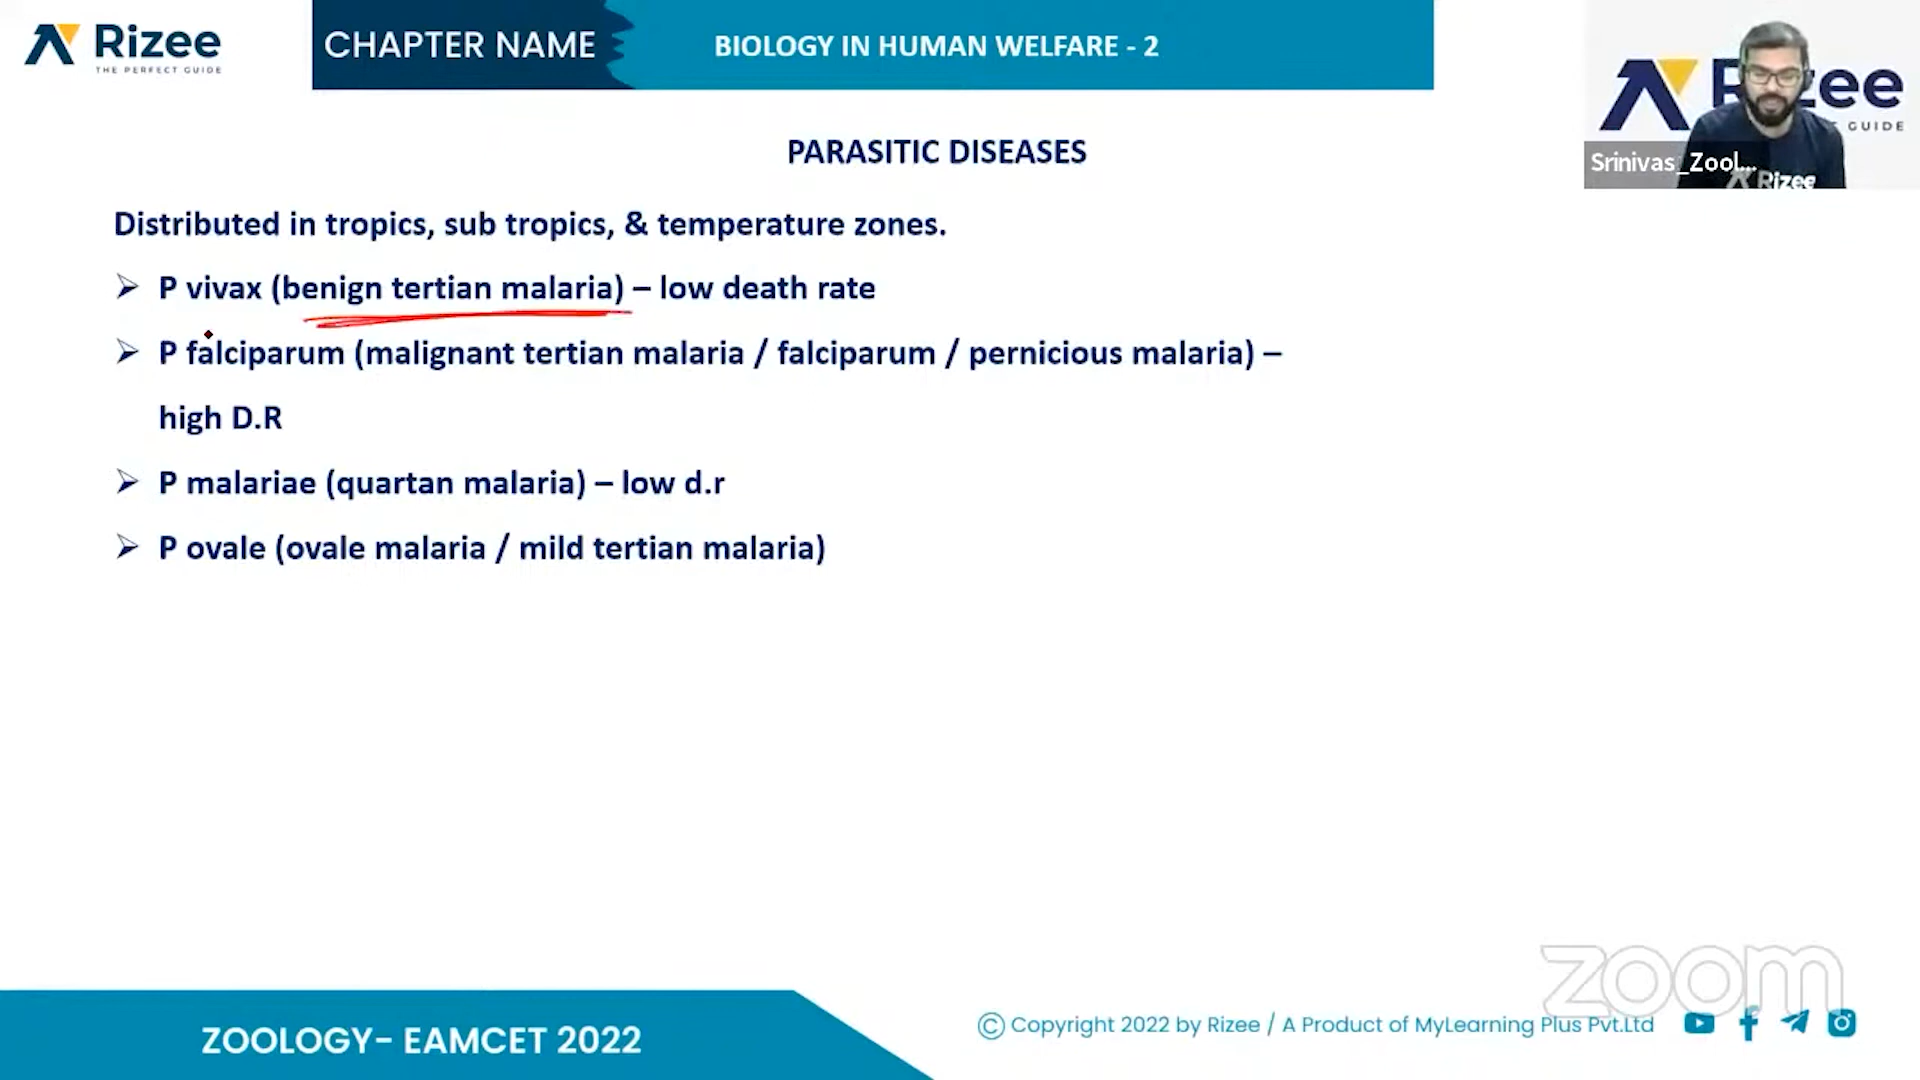 Rizee
THE PERFECT GUIDE
CHAPTER NAME
BIOLOGY IN HUMAN WELFARE - 2
GUIDE
Srinivas_Zool...
Rizee
PARASITIC DISEASES
Distributed in tropics, sub tropics, & temperature zones.
➢ P vivax (benign tertian malaria) – low death rate
➢ P falciparum (malignant tertian malaria / falciparum / pernicious malaria) –
high D.R
➢ P malariae (quartan malaria) – low d.r
➢ P ovale (ovale malaria / mild tertian malaria)
zoom
ZOOLOGY- EAMCET 2022
© Copyright 2022 by Rizee / A Product of MyLearning Plus Pvt.Ltd